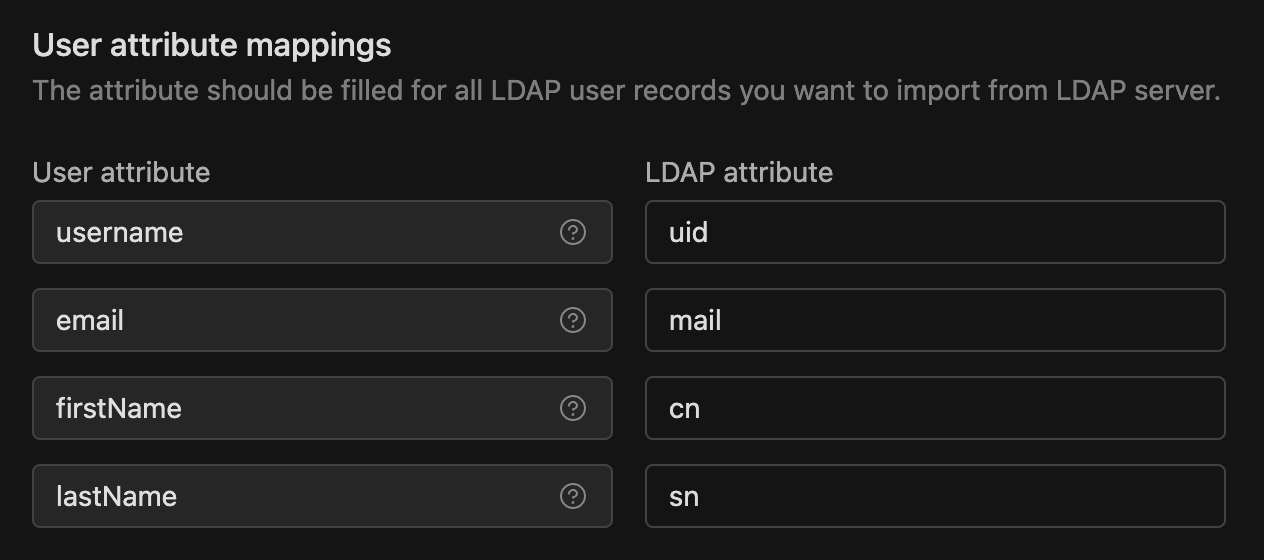 User attribute mappings
The attribute should be filled for all LDAP user records you want to import from LDAP server.
User attribute LDAP attribute
username uid
email mail
firstName cn
lastName sn